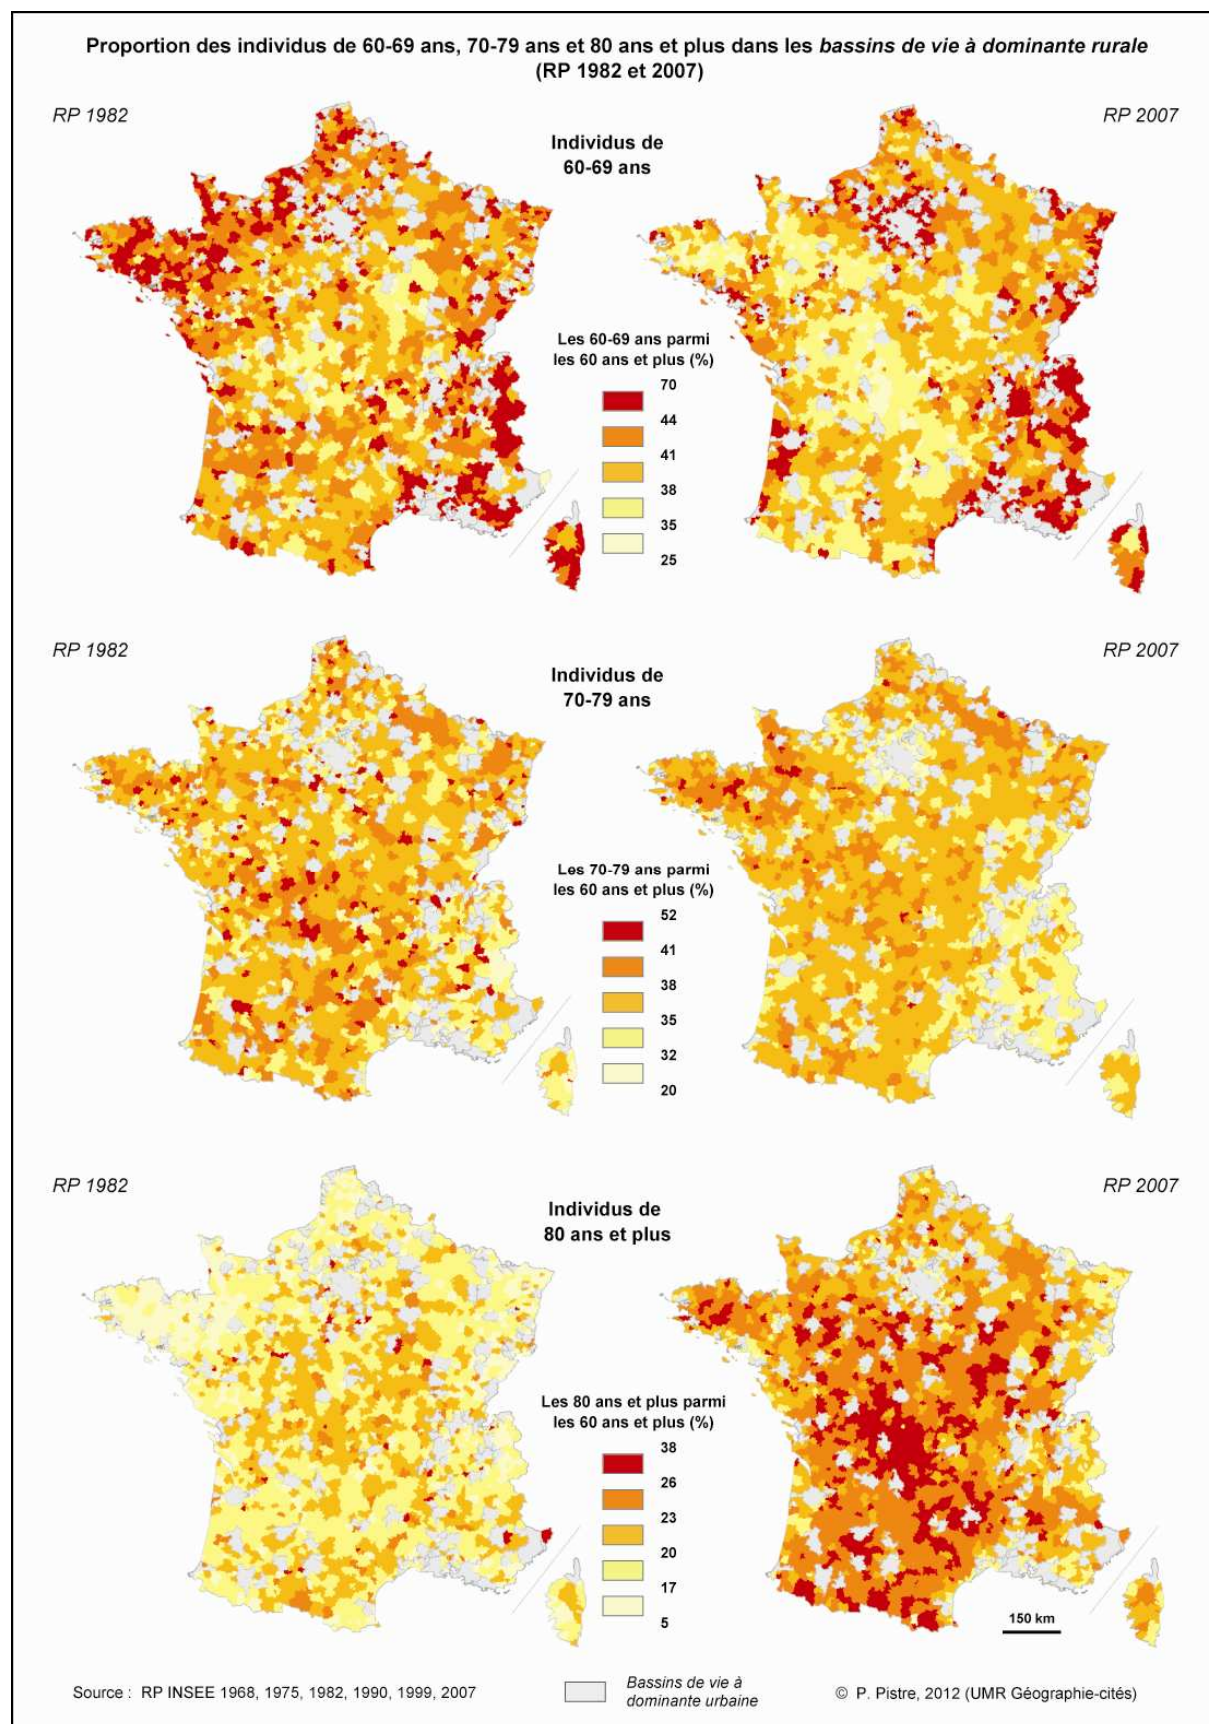 Proportion des individus de 60-69 ans, 70-79 ans et 80 ans et plus dans les bassins de vie à dominante rurale
(RP 1982 et 2007)
RP 1982
RP 2007
Individus de
60-69 ans
Les 60-69 ans parmi
les 60 ans et plus (%)
70
44
41
38
35
25
RP 1982
RP 2007
Individus de
70-79 ans
Les 70-79 ans parmi
les 60 ans et plus (%)
52
41
38
35
32
20
RP 1982
RP 2007
Individus de
80 ans et plus
Les 80 ans et plus parmi
les 60 ans et plus (%)
38
26
23
20
17
5
150 km
Source : RP INSEE 1968, 1975, 1982, 1990, 1999, 2007
Bassins de vie à
dominante urbaine
© P. Pistre, 2012 (UMR Géographie-cités)